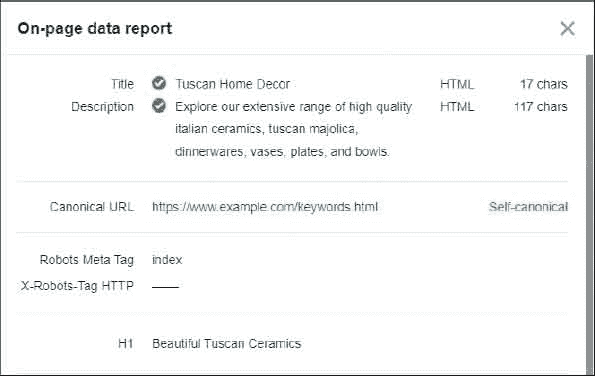 On-page data report
Title Tuscan Home Decor HTML 17 chars
Description Explore our extensive range of high quality HTML 117 chars
italian ceramics, tuscan majolica,
dinnerwares, vases, plates, and bowls.
Canonical URL https://www.example.com/keywords.html Self-canonical
Robots Meta Tag index
X-Robots-Tag HTTP ——
H1 Beautiful Tuscan Ceramics